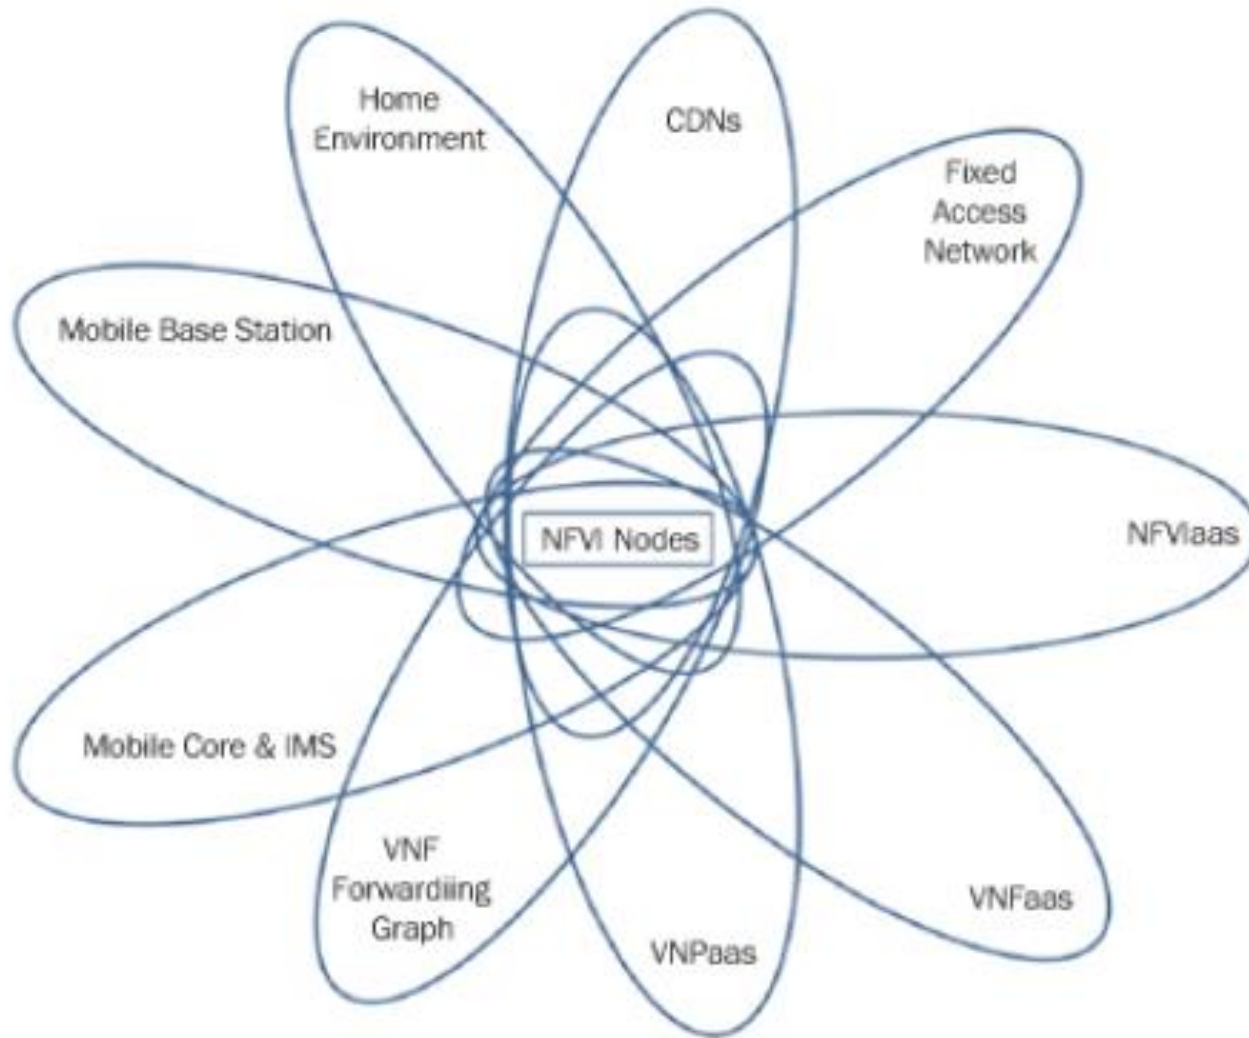 Home
Environment
CDNs
Fixed
Access
Network
Mobile Base Station
NFVI Nodes
NFVIaas
Mobile Core & IMS
VNF
Forwardiiing
Graph
VNFaas
VNPaas